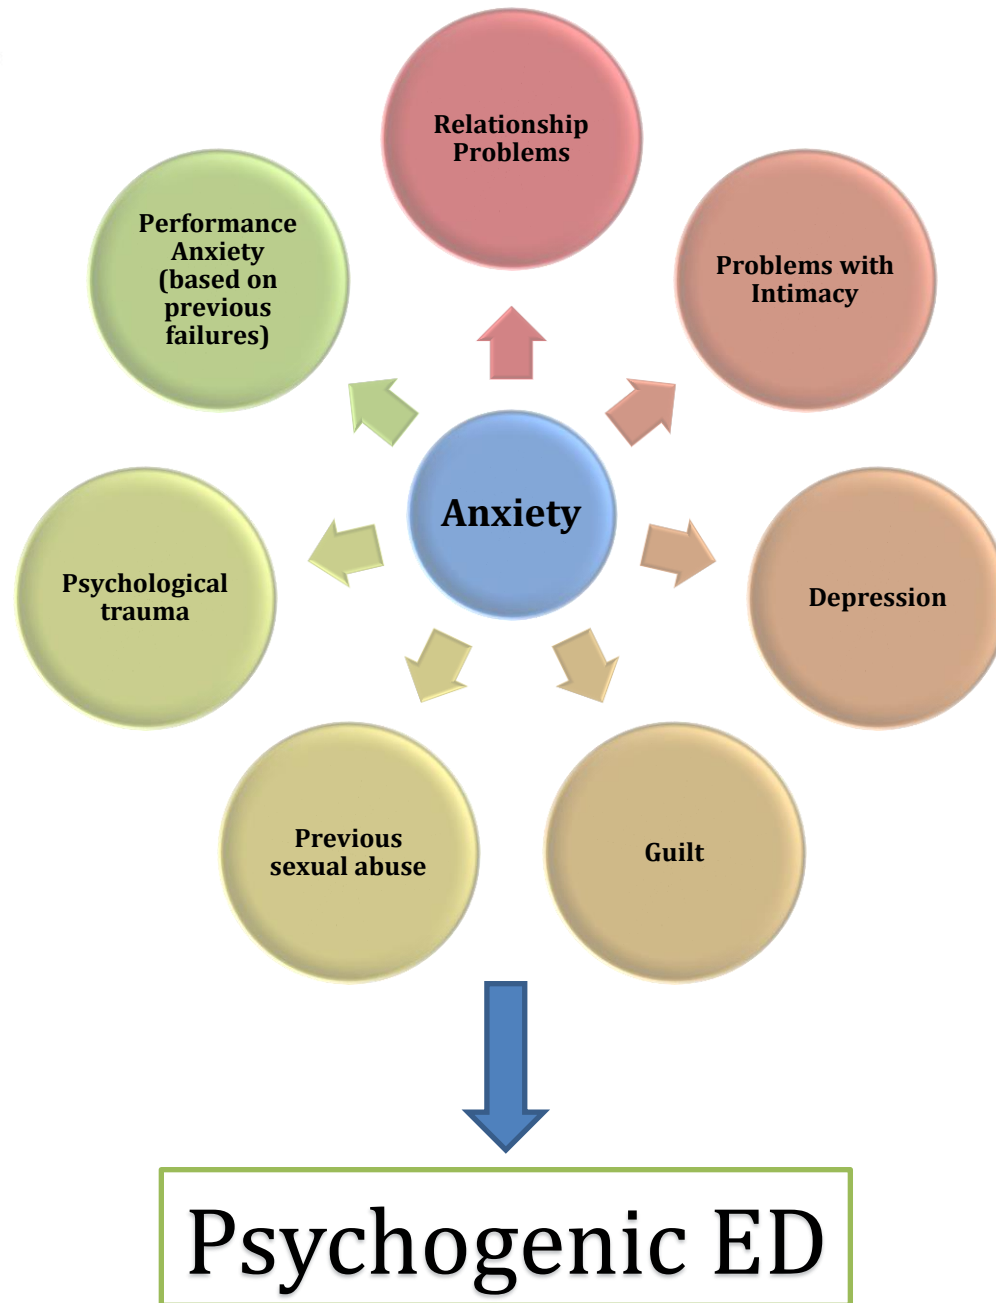 Relationship
Problems
Problems with
Intimacy
Depression
Guilt
Previous
sexual abuse
Psychological
trauma
Performance
Anxiety
(based on
previous
failures)
Anxiety
Psychogenic ED